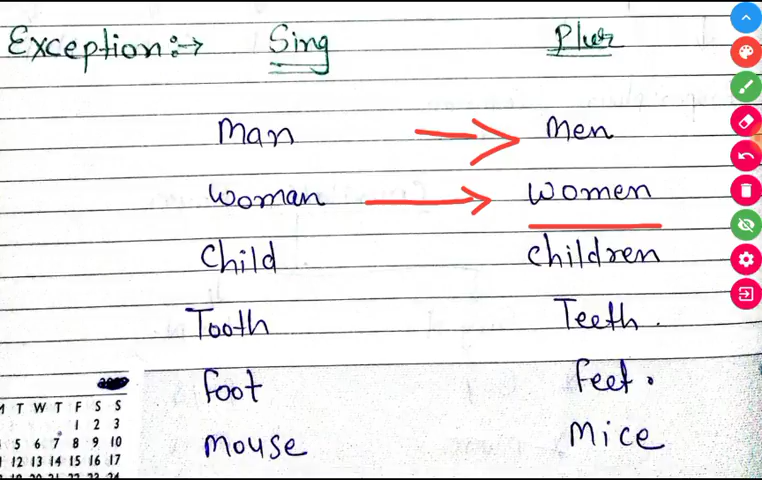 Exception:→ Sing Plur
Man Men
Woman Women
Child Children
Tooth Teeth.
Foot Feet.
Mouse Mice
T W T F S S
1 2 3
5 6 7 8 9 10
12 13 14 15 16 17